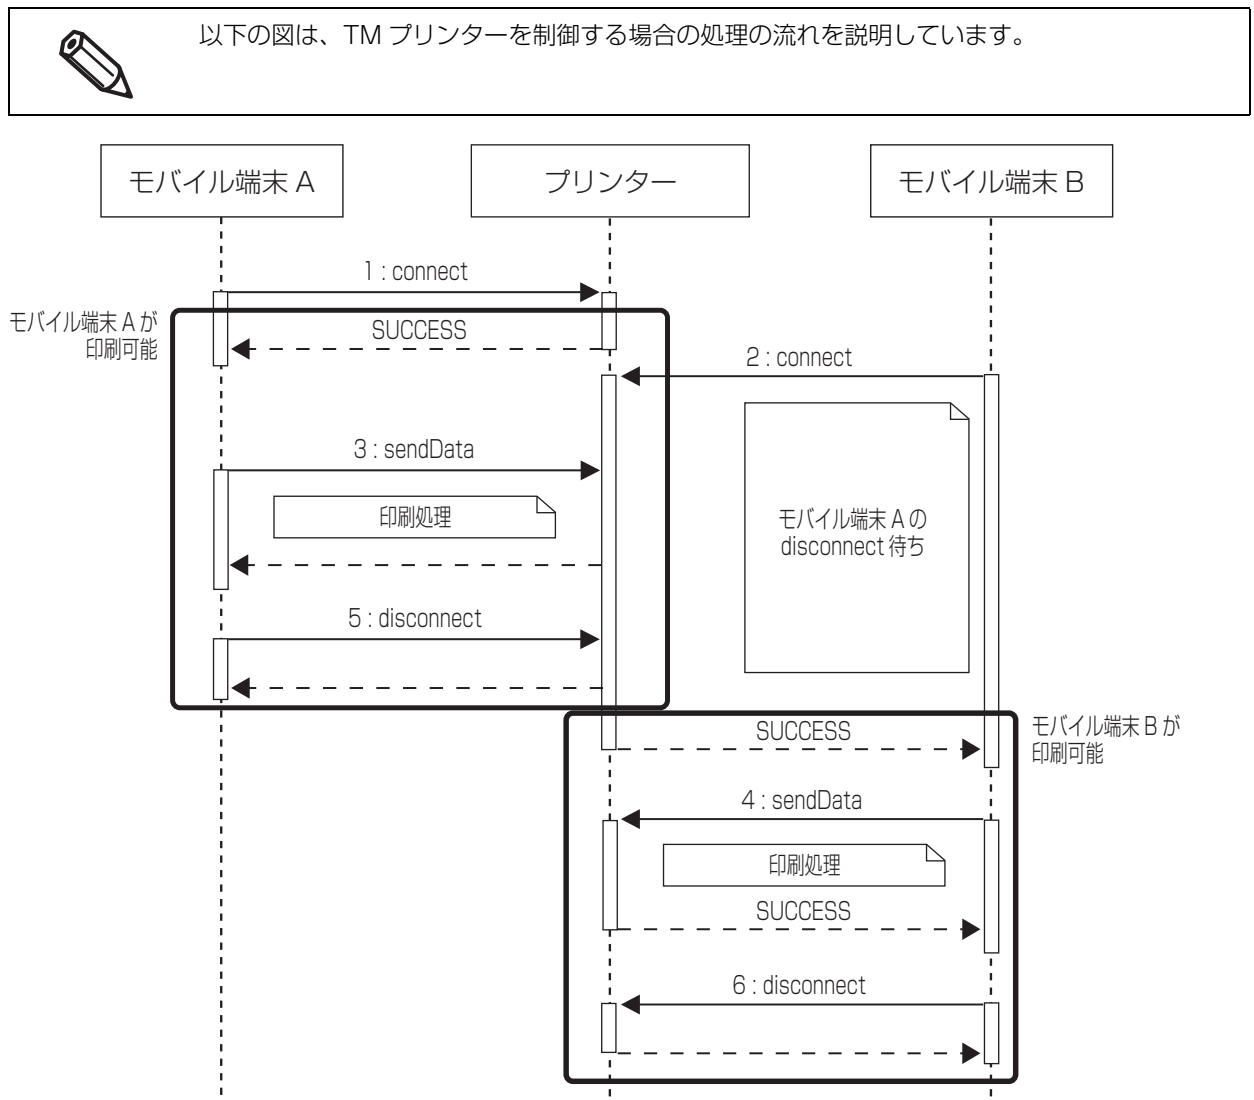 以下の図は、TM プリンターを制御する場合の処理の流れを説明しています。
モバイル端末 A
プリンター
モバイル端末 B
1 : connect
モバイル端末 A が
印刷可能
SUCCESS
2 : connect
3 : sendData
印刷処理
モバイル端末 A の
disconnect 待ち
5 : disconnect
SUCCESS
モバイル端末 B が
印刷可能
4 : sendData
印刷処理
SUCCESS
6 : disconnect